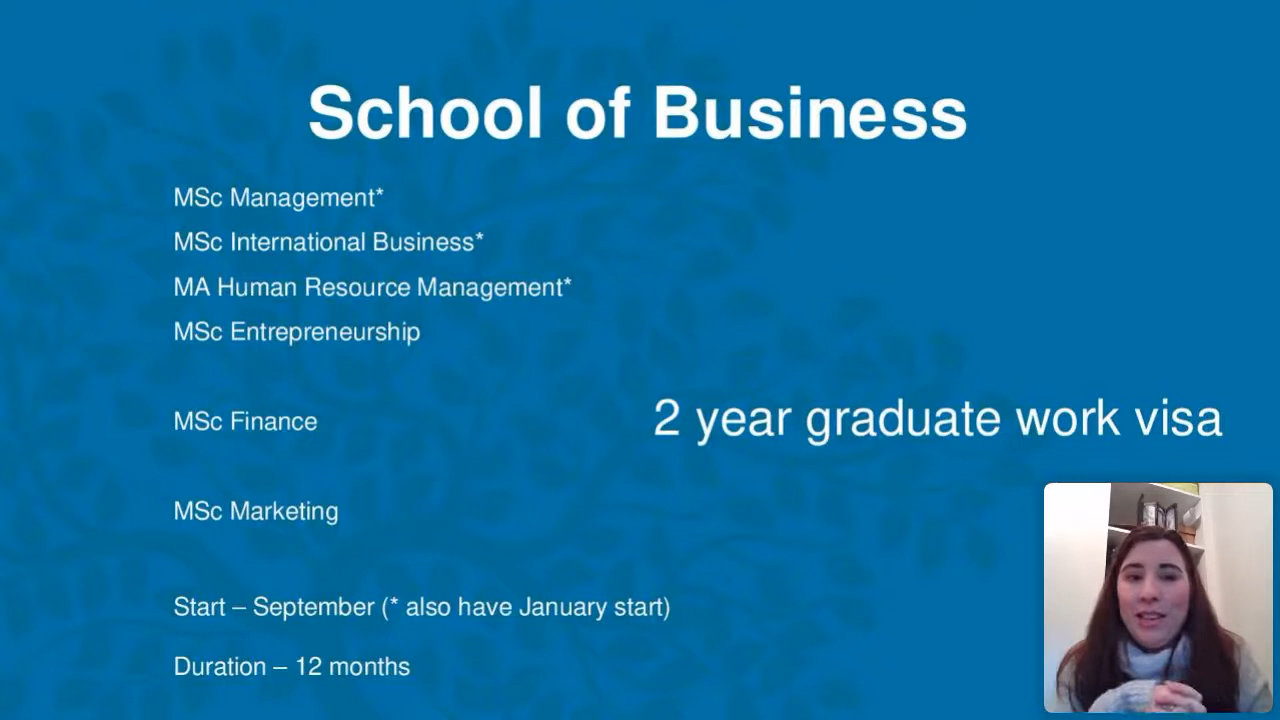 School of Business
MSc Management*
MSc International Business*
MA Human Resource Management*
MSc Entrepreneurship
MSc Finance
2 year graduate work visa
MSc Marketing
Start – September (* also have January start)
Duration – 12 months